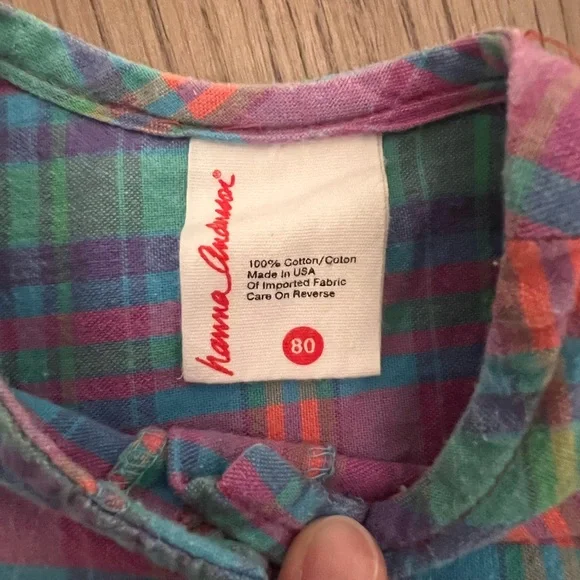 hanna andersson®
100% Cotton/Coton
Made In USA
Of Imported Fabric
Care On Reverse
80